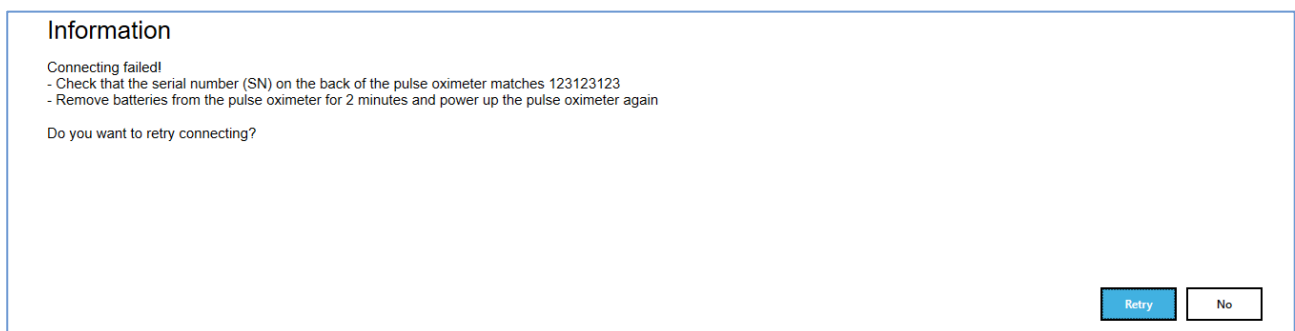 Information
Connecting failed!
- Check that the serial number (SN) on the back of the pulse oximeter matches 123123123
- Remove batteries from the pulse oximeter for 2 minutes and power up the pulse oximeter again
Do you want to retry connecting?
Retry No